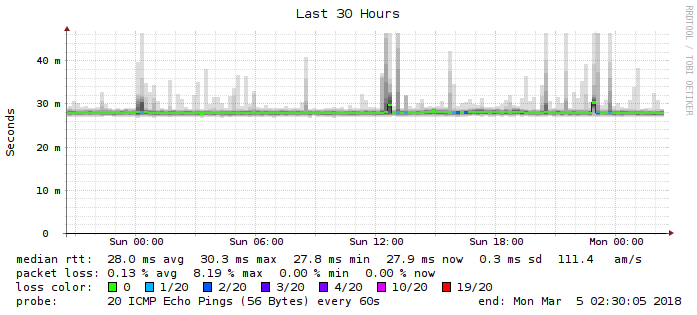 Last 30 Hours
RRDTOOL / TOBI OETIKER
Seconds
40 m
30 m
20 m
10 m
0
Sun 00:00 Sun 06:00 Sun 12:00 Sun 18:00 Mon 00:00
median rtt: 28.0 ms avg 30.3 ms max 27.8 ms min 27.9 ms now 0.3 ms sd 111.4 am/s
packet loss: 0.13 % avg 8.19 % max 0.00 % min 0.00 % now
loss color: 0 1/20 2/20 3/20 4/20 10/20 19/20
probe: 20 ICMP Echo Pings (56 Bytes) every 60s end: Mon Mar 5 02:30:05 2018